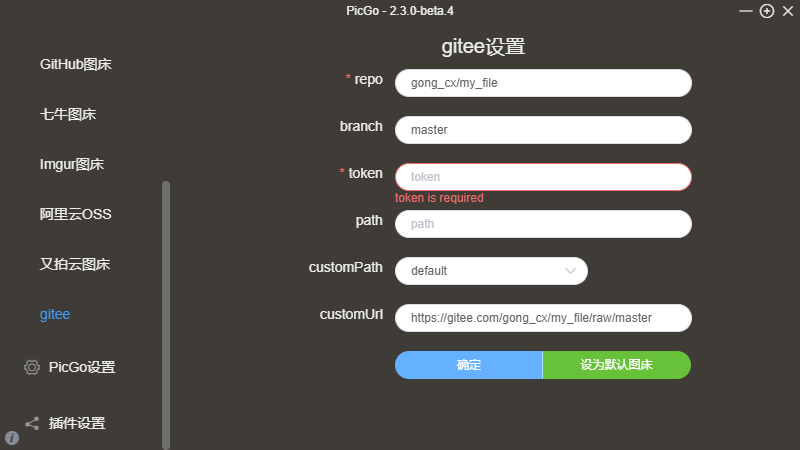 PicGo - 2.3.0-beta.4
GitHub图床
七牛图床
Imgur图床
阿里云OSS
又拍云图床
gitee
PicGo设置
插件设置
gitee设置
* repo
gong_cx/my_file
branch
master
* token
token
token is required
path
path
customPath
default
customUrl
https://gitee.com/gong_cx/my_file/raw/master
确定
设为默认图床